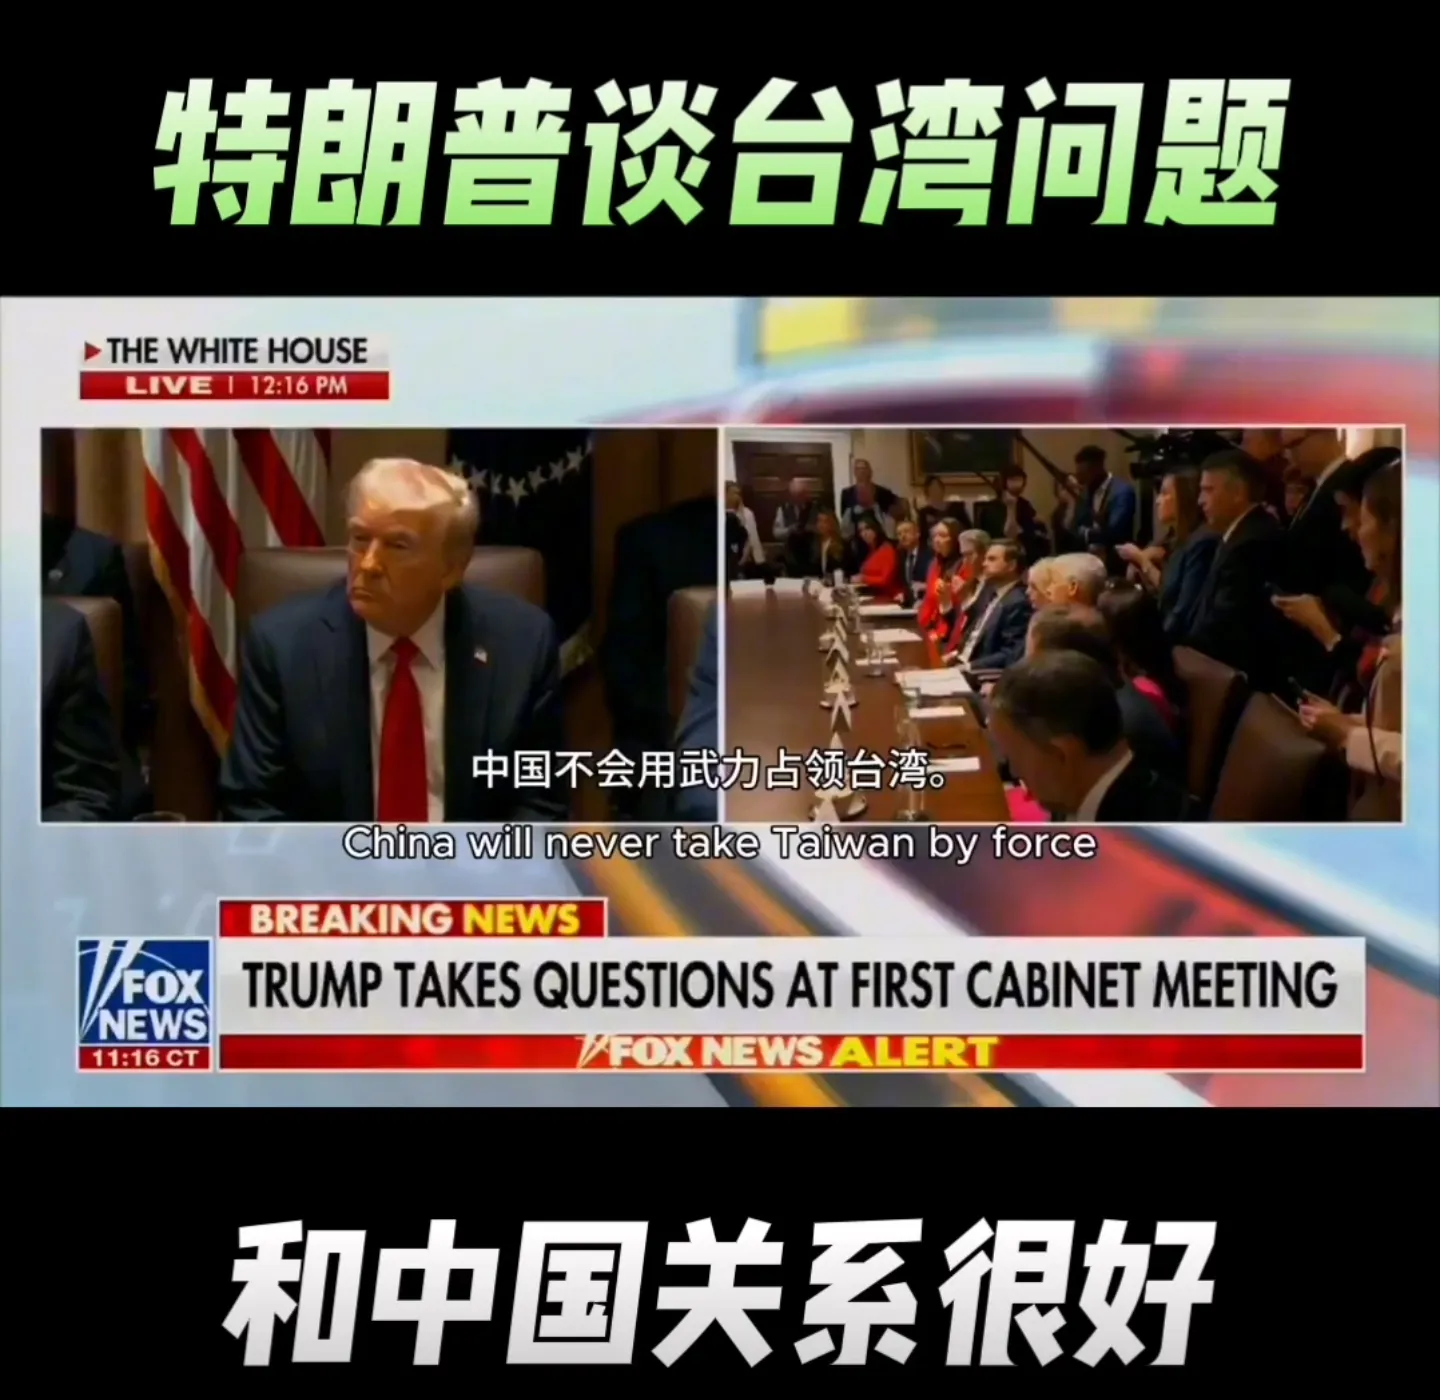 特朗普谈台湾问题
THE WHITE HOUSE
LIVE | 12:16 PM
中国不会用武力占领台湾。
China will never take Taiwan by force
BREAKING NEWS
TRUMP TAKES QUESTIONS AT FIRST CABINET MEETING
FOX NEWS
11:16 CT
FOX NEWS ALERT
和中国关系很好